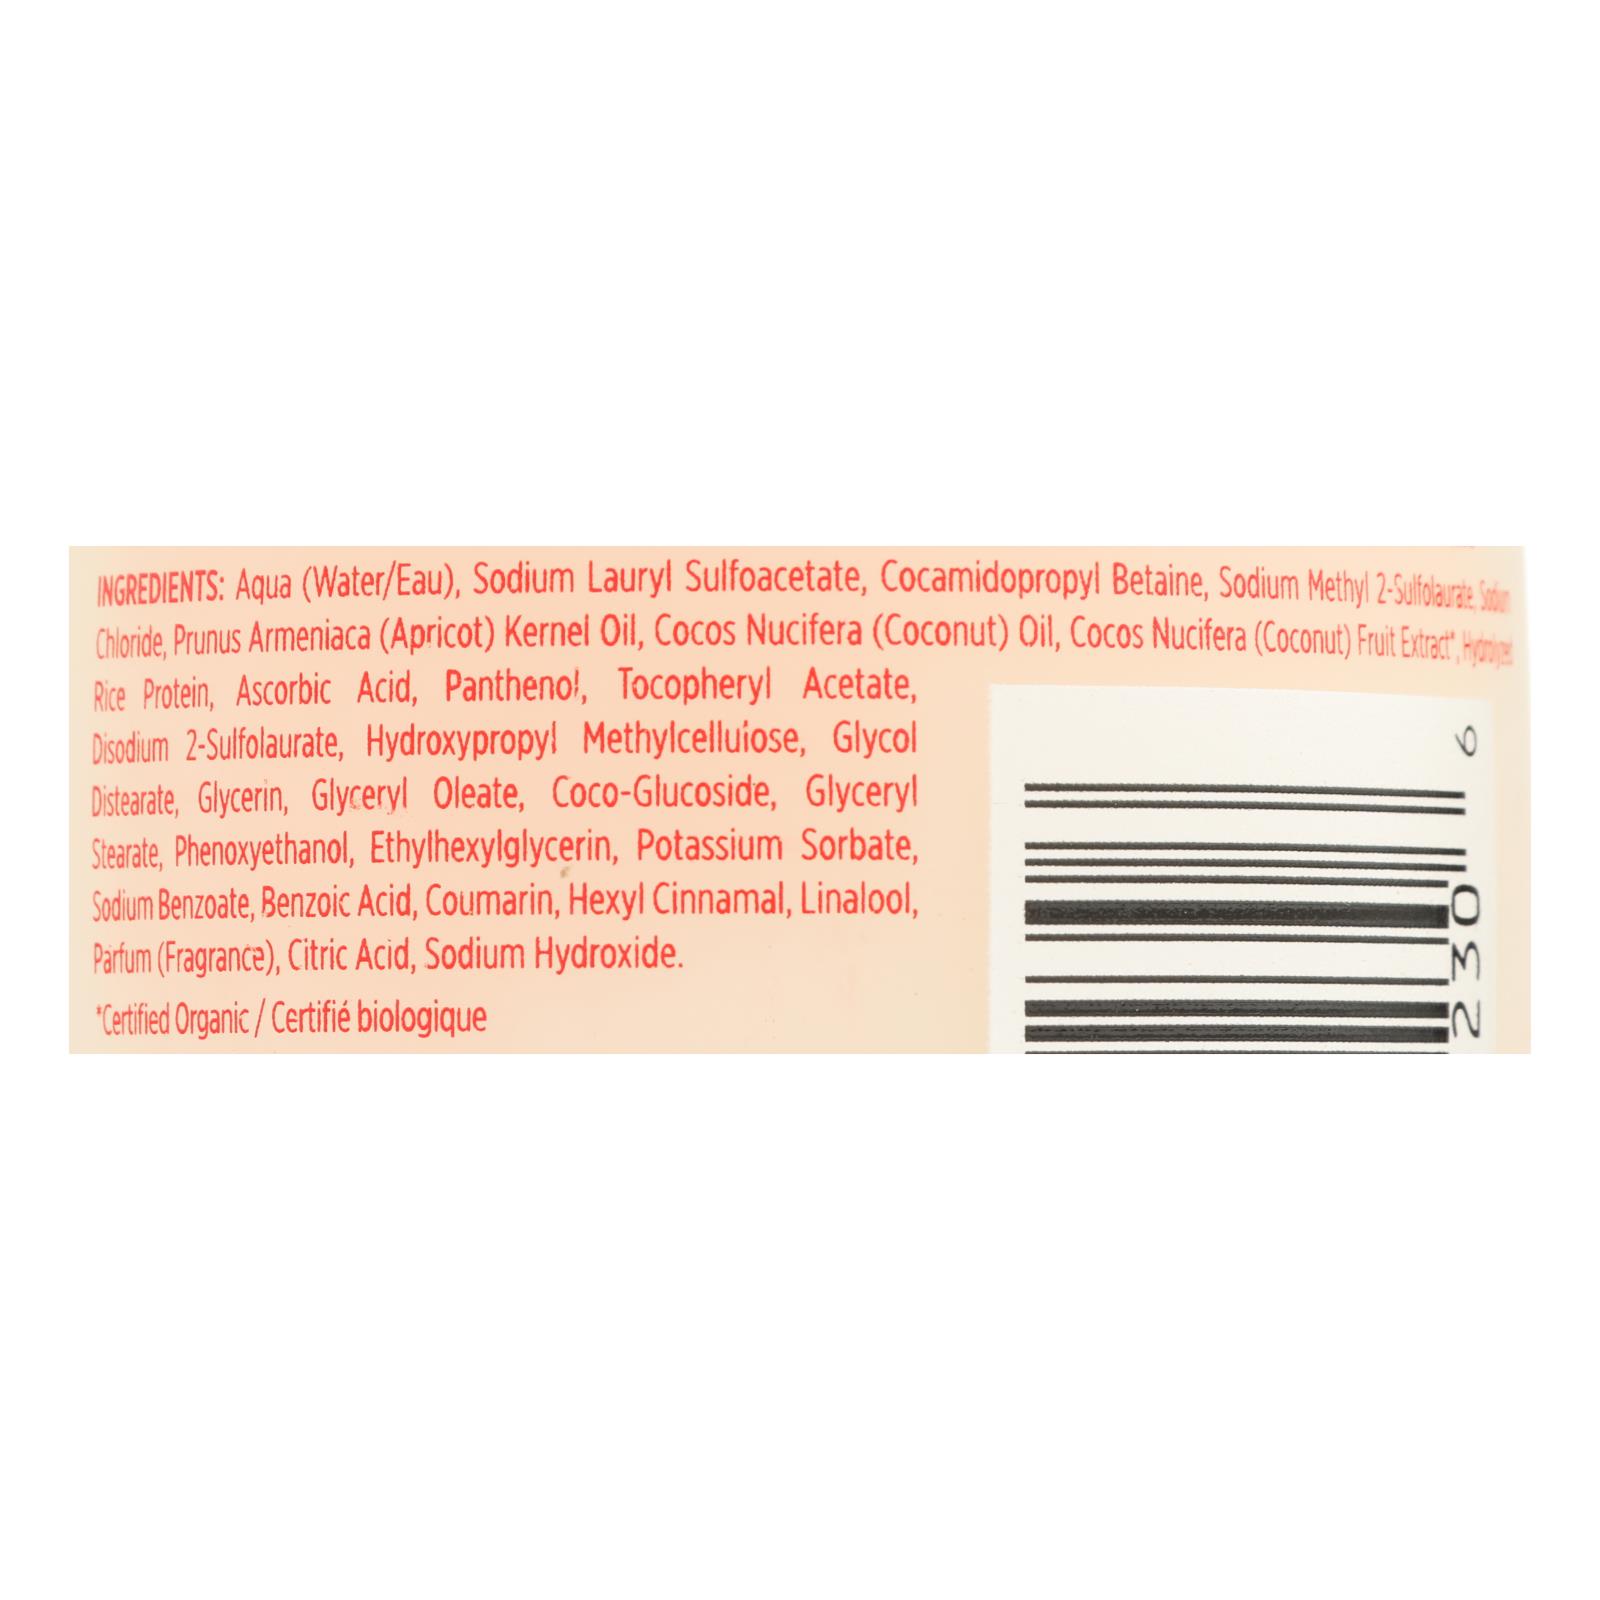 INGREDIENTS: Aqua (Water/Eau), Sodium Lauryl Sulfoacetate, Cocamidopropyl Betaine, Sodium Methyl 2-Sulfolaurate, Sodium
Chloride, Prunus Armeniaca (Apricot) Kernel Oil, Cocos Nucifera (Coconut) Oil, Cocos Nucifera (Coconut) Fruit Extract*, Hydrolyzed
Rice Protein, Ascorbic Acid, Panthenol, Tocopheryl Acetate,
Disodium 2-Sulfolaurate, Hydroxypropyl Methylcellulose, Glycol
Distearate, Glycerin, Glyceryl Oleate, Coco-Glucoside, Glyceryl
Stearate, Phenoxyethanol, Ethylhexylglycerin, Potassium Sorbate,
Sodium Benzoate, Benzoic Acid, Coumarin, Hexyl Cinnamal, Linalool,
Parfum (Fragrance), Citric Acid, Sodium Hydroxide.
*Certified Organic / Certifié biologique
230 6